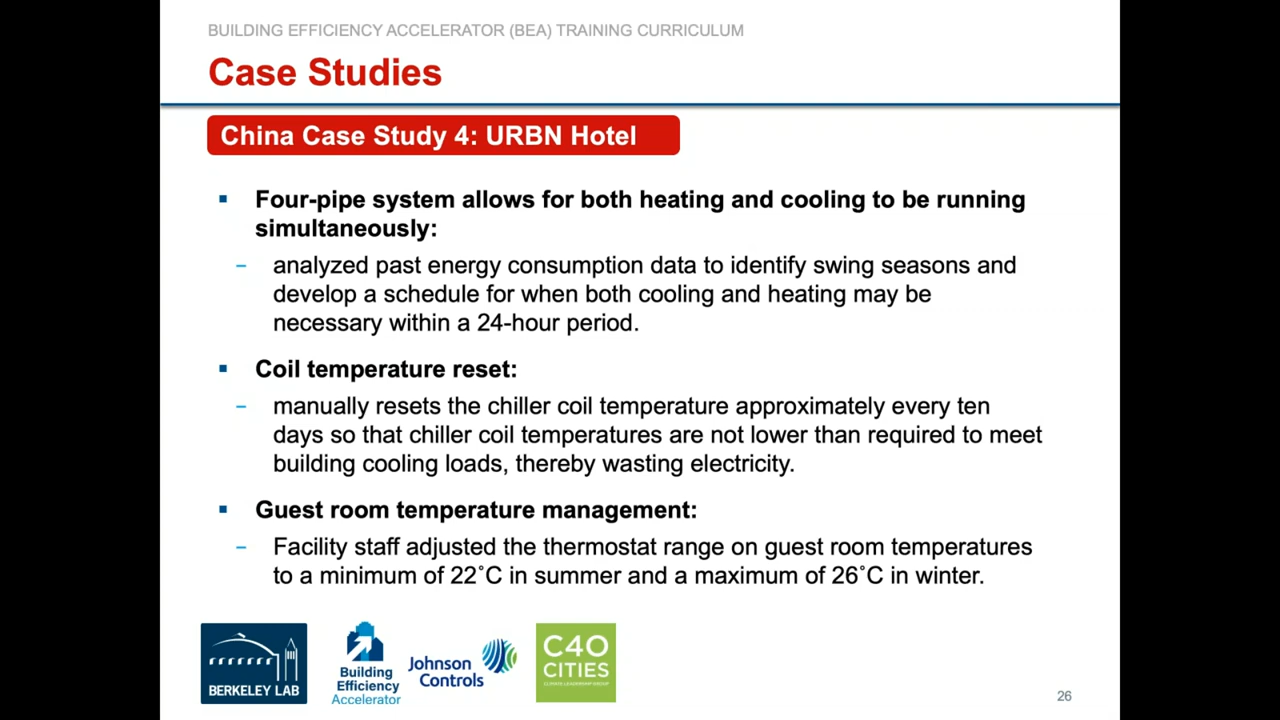 BUILDING EFFICIENCY ACCELERATOR (BEA) TRAINING CURRICULUM
Case Studies
China Case Study 4: URBN Hotel
▪ Four-pipe system allows for both heating and cooling to be running
simultaneously:
– analyzed past energy consumption data to identify swing seasons and
develop a schedule for when both cooling and heating may be
necessary within a 24-hour period.
▪ Coil temperature reset:
– manually resets the chiller coil temperature approximately every ten
days so that chiller coil temperatures are not lower than required to meet
building cooling loads, thereby wasting electricity.
▪ Guest room temperature management:
– Facility staff adjusted the thermostat range on guest room temperatures
to a minimum of 22˚C in summer and a maximum of 26˚C in winter.
BERKELEY LAB
Building
Efficiency
Accelerator
Johnson
Controls
C40
CITIES
CLIMATE LEADERSHIP GROUP
26